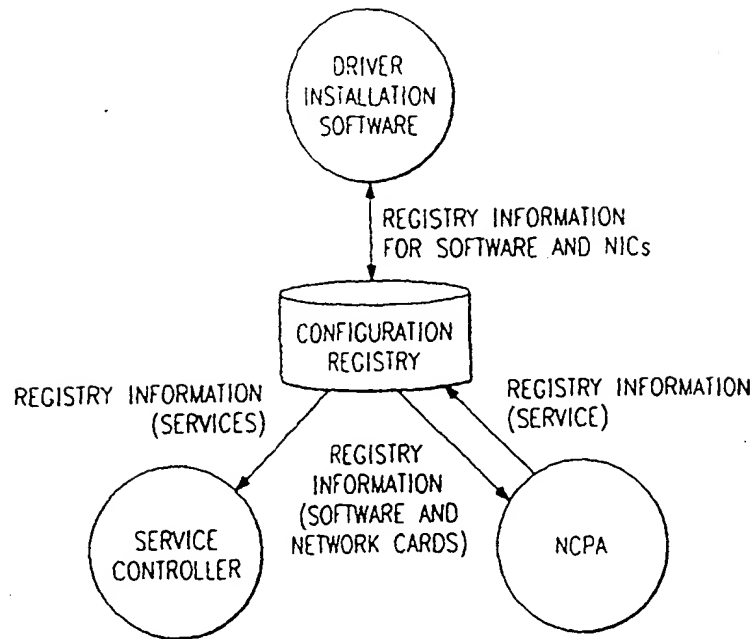 DRIVER
INSTALLATION
SOFTWARE
REGISTRY INFORMATION
FOR SOFTWARE AND NICs
CONFIGURATION
REGISTRY
REGISTRY INFORMATION
(SERVICES)
REGISTRY INFORMATION
(SERVICE)
REGISTRY
INFORMATION
(SOFTWARE AND
NETWORK CARDS)
SERVICE
CONTROLLER
NCPA